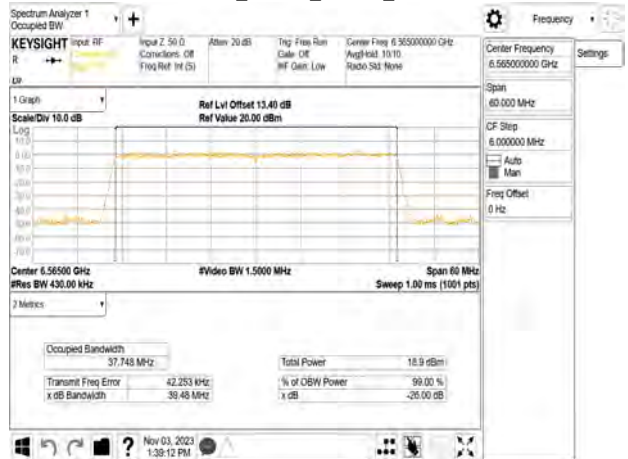 Spectrum Analyzer 1
Occupied BW
+
KEYSIGHT
R
Input: RF
Input Z: 50 Ω
Corrections: Off
Freq Ref: Int (S)
Atten: 20 dB
Trig: Free Run
Gate: Off
#IF Gain: Low
Center Freq: 6.565000000 GHz
Avg|Hold: 10/10
Radio Std: None
1 Graph
Scale/Div 10.0 dB
Ref Lvl Offset 13.40 dB
Ref Value 20.00 dBm
Log
Center 6.56500 GHz
#Res BW 430.00 kHz
#Video BW 1.5000 MHz
Span 60 MHz
Sweep 1.00 ms (1001 pts)
2 Metrics
Occupied Bandwidth
37.748 MHz
Total Power
18.9 dBm
Transmit Freq Error
42.253 kHz
% of OBW Power
99.00 %
x dB Bandwidth
39.48 MHz
x dB
-26.00 dB
Nov 03, 2023
1:39:12 PM
?
Frequency
Settings
Center Frequency
6.565000000 GHz
Span
60.000 MHz
CF Step
6.000000 MHz
Auto
Man
Freq Offset
0 Hz